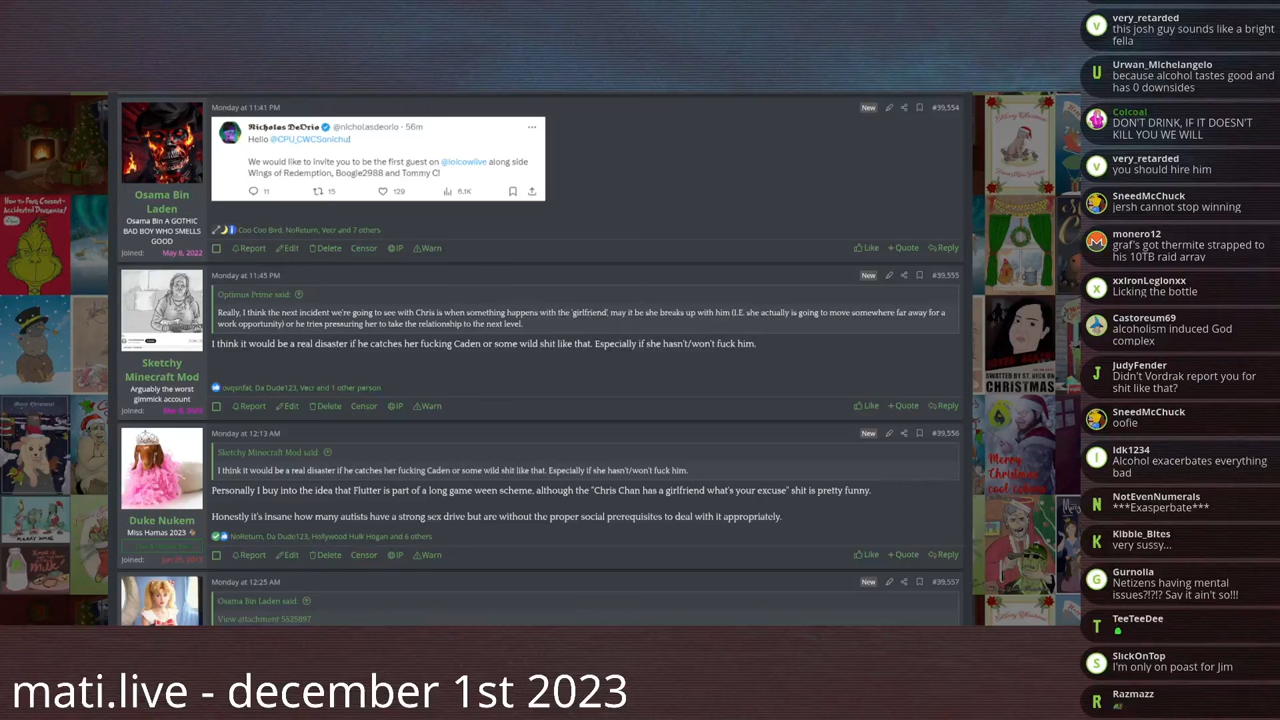 Monday at 11:41 PM
New
#39,554
Nicholas DeOrio @nicholasdeorio · 56m
Hello @CPU_CWCSonichu!
We would like to invite you to be the first guest on @lolcowlive along side
Wings of Redemption, Boogie2988 and Tommy C!
11
15
129
6.1K
Osama Bin
Laden
Osama Bin A GOTHIC
BAD BOY WHO SMELLS
GOOD
Joined: May 8, 2022
Coo Coo Bird, NoReturn, Vecr and 7 others
Report Edit Delete Censor IP Warn
Like + Quote Reply
Monday at 11:45 PM
New
#39,555
Optimus Prime said:
Really, I think the next incident we're going to see with Chris is when something happens with the 'girlfriend', may it be she breaks up with him (I.E. she actually is going to move somewhere far away for a
work opportunity) or he tries pressuring her to take the relationship to the next level.
I think it would be a real disaster if he catches her fucking Caden or some wild shit like that. Especially if she hasn't/won't fuck him.
Sketchy
Minecraft Mod
Arguably the worst
gimmick account
Joined:
ovqsnfat, Da Dude123, Vecr and 1 other person
Report Edit Delete Censor IP Warn
Like + Quote Reply
Monday at 12:13 AM
New
#39,556
Sketchy Minecraft Mod said:
I think it would be a real disaster if he catches her fucking Caden or some wild shit like that. Especially if she hasn't/won't fuck him.
Personally I buy into the idea that Flutter is part of a long game ween scheme, although the "Chris Chan has a girlfriend what's your excuse" shit is pretty funny.
Honestly it's insane how many autists have a strong sex drive but are without the proper social prerequisites to deal with it appropriately.
Duke Nukem
Miss Hamas 2023
Joined:
NoReturn, Da Dude123, Hollywood Hulk Hogan and 6 others
Report Edit Delete Censor IP Warn
Like + Quote Reply
Monday at 12:25 AM
New
#39,557
Osama Bin Laden said:
View attachment 5525097
very_retarded
this josh guy sounds like a bright
fella
Urwan_Michelangelo
because alcohol tastes good and
has 0 downsides
Colcoal
DON'T DRINK, IF IT DOESN'T
KILL YOU WE WILL
very_retarded
you should hire him
SneedMcChuck
jersh cannot stop winning
monero12
graf's got thermite strapped to
his 10TB raid array
xxIronLegionxx
Licking the bottle
Castoreum69
alcoholism induced God
complex
JudyFender
Didn't Vordrak report you for
shit like that?
SneedMcChuck
oofie
Idk1234
Alcohol exacerbates everything
bad
NotEvenNumerals
***Exasperbate***
Kibble_Bites
very sussy...
Gurnolla
Netizens having mental
issues?!?!? Say it ain't so!!!
TeeTeeDee
SlickOnTop
I'm only on poast for Jim
Razmazz
Merry
Christmas
SWATTED BY ST. NICK ON
CHRISTMAS
mati.live - december 1st 2023